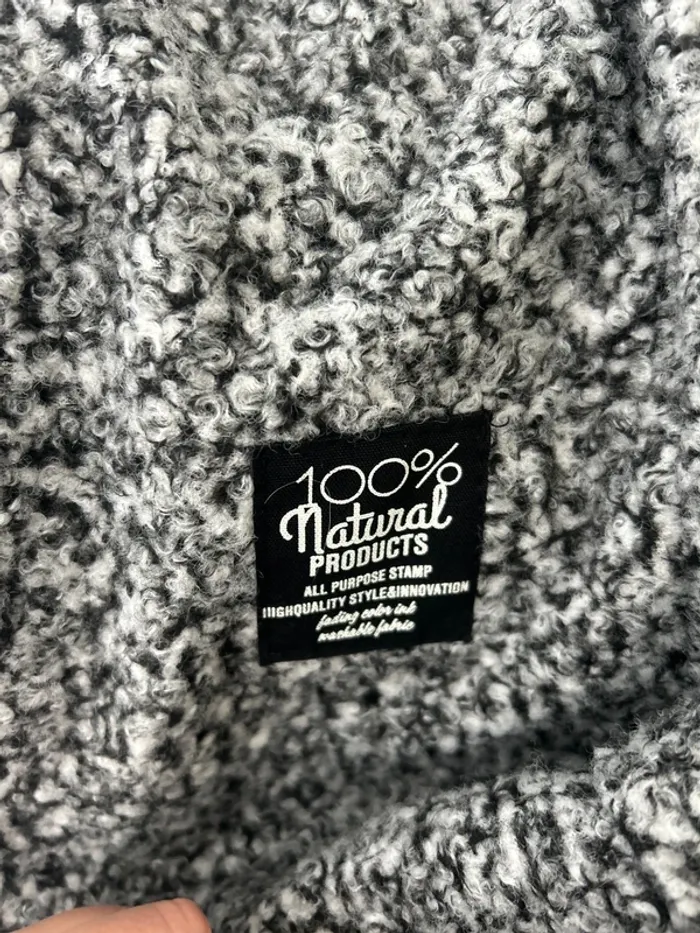 100%
Natural
PRODUCTS
ALL PURPOSE STAMP
HIGHQUALITY STYLE&INNOVATION
fading color ink
washable fabric